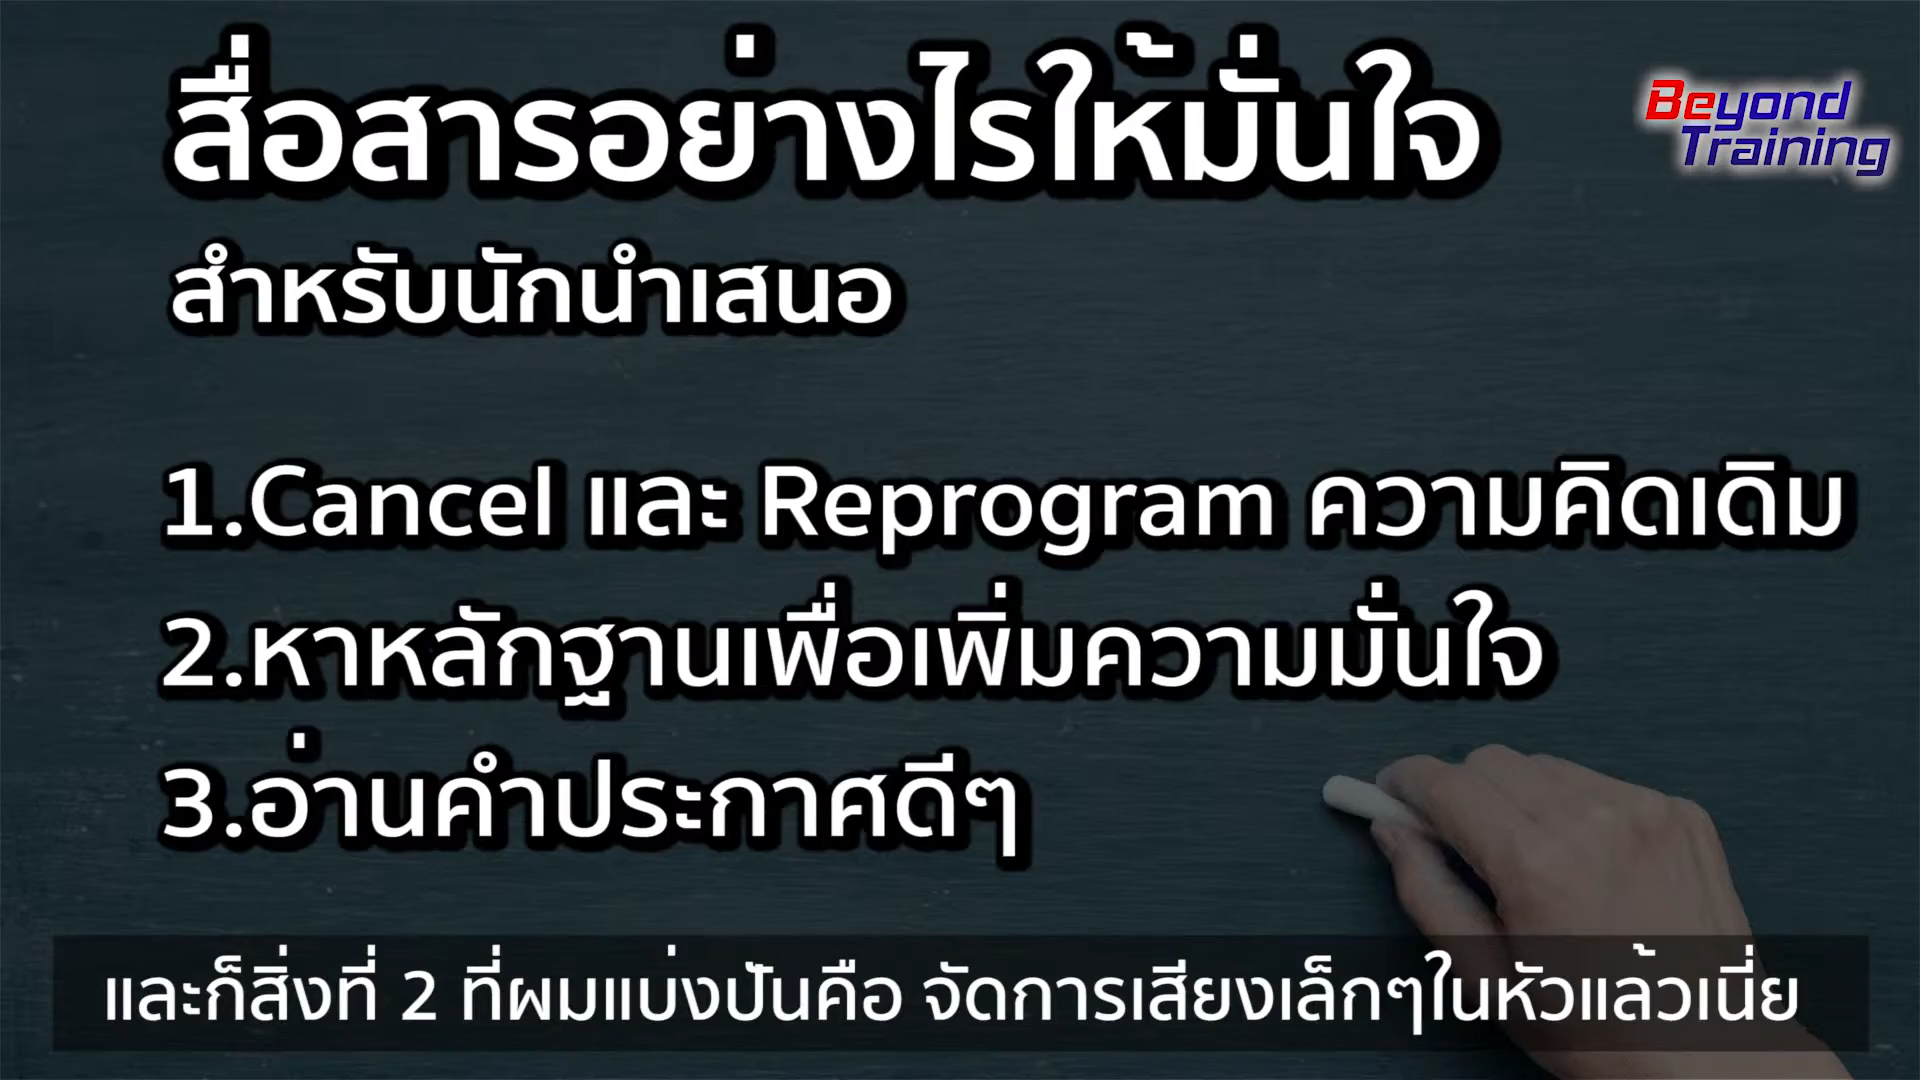 สื่อสารอย่างไรให้มั่นใจ
Beyond
Training
สำหรับนักนำเสนอ
1.Cancel และ Reprogram ความคิดเดิม
2.หาหลักฐานเพื่อเพิ่มความมั่นใจ
3.อ่านคำประกาศดีๆ
และก็สิ่งที่ 2 ที่ผมแบ่งปันคือ จัดการเสียงเล็กๆในหัวแล้วเนี่ย